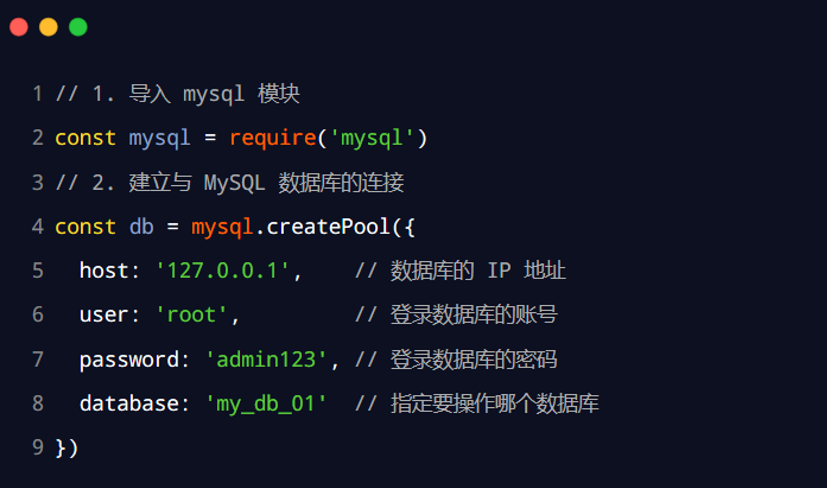 1 // 1. 导入 mysql 模块
2 const mysql = require('mysql')
3 // 2. 建立与 MySQL 数据库的连接
4 const db = mysql.createPool({
5   host: '127.0.0.1',    // 数据库的 IP 地址
6   user: 'root',         // 登录数据库的账号
7   password: 'admin123', // 登录数据库的密码
8   database: 'my_db_01'  // 指定要操作哪个数据库
9 })